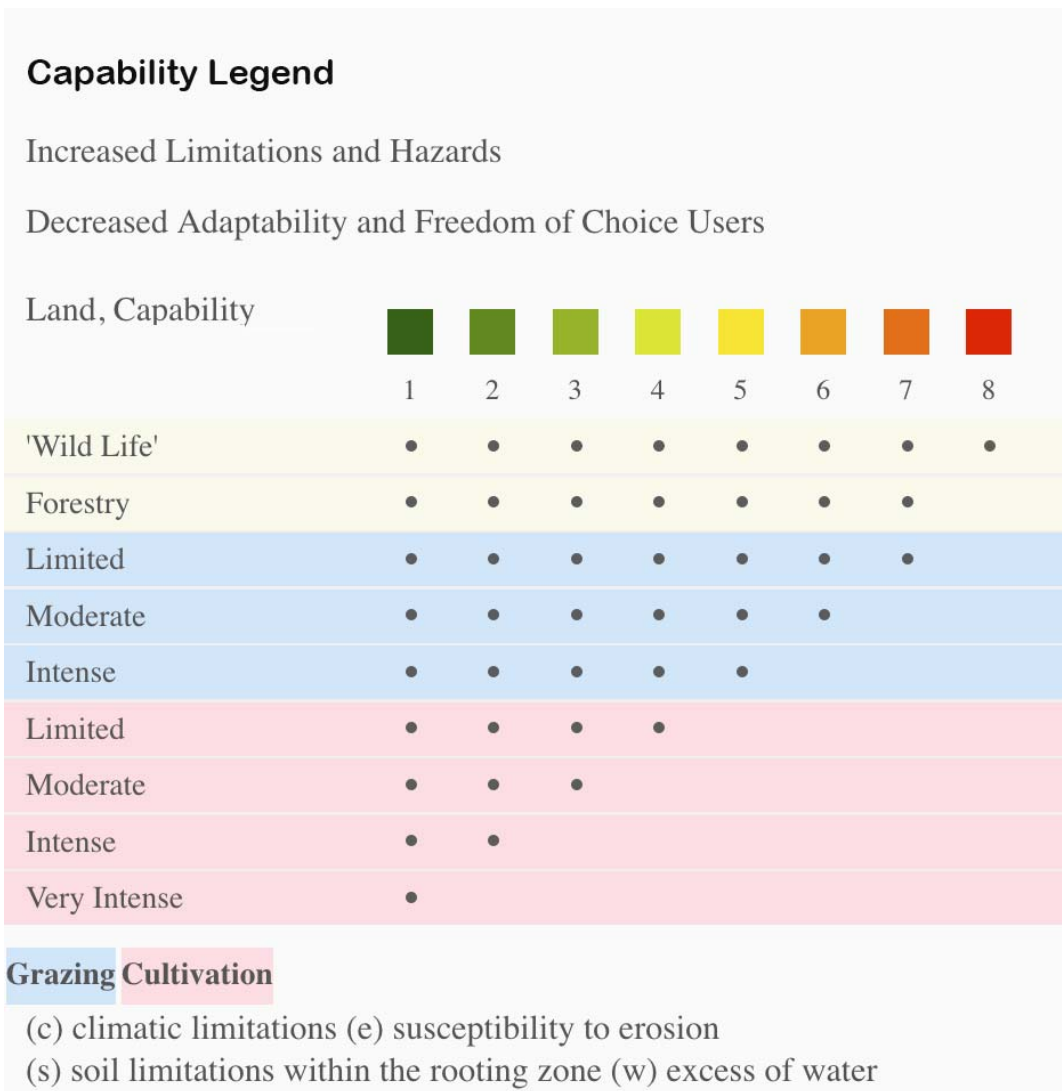 Capability Legend
Increased Limitations and Hazards
Decreased Adaptability and Freedom of Choice Users
Land, Capability
1 2 3 4 5 6 7 8
'Wild Life' • • • • • • • •
Forestry • • • • • • •
Limited • • • • • • •
Moderate • • • • • •
Intense • • • • •
Limited • • • •
Moderate • • •
Intense • •
Very Intense •
Grazing Cultivation
(c) climatic limitations (e) susceptibility to erosion
(s) soil limitations within the rooting zone (w) excess of water